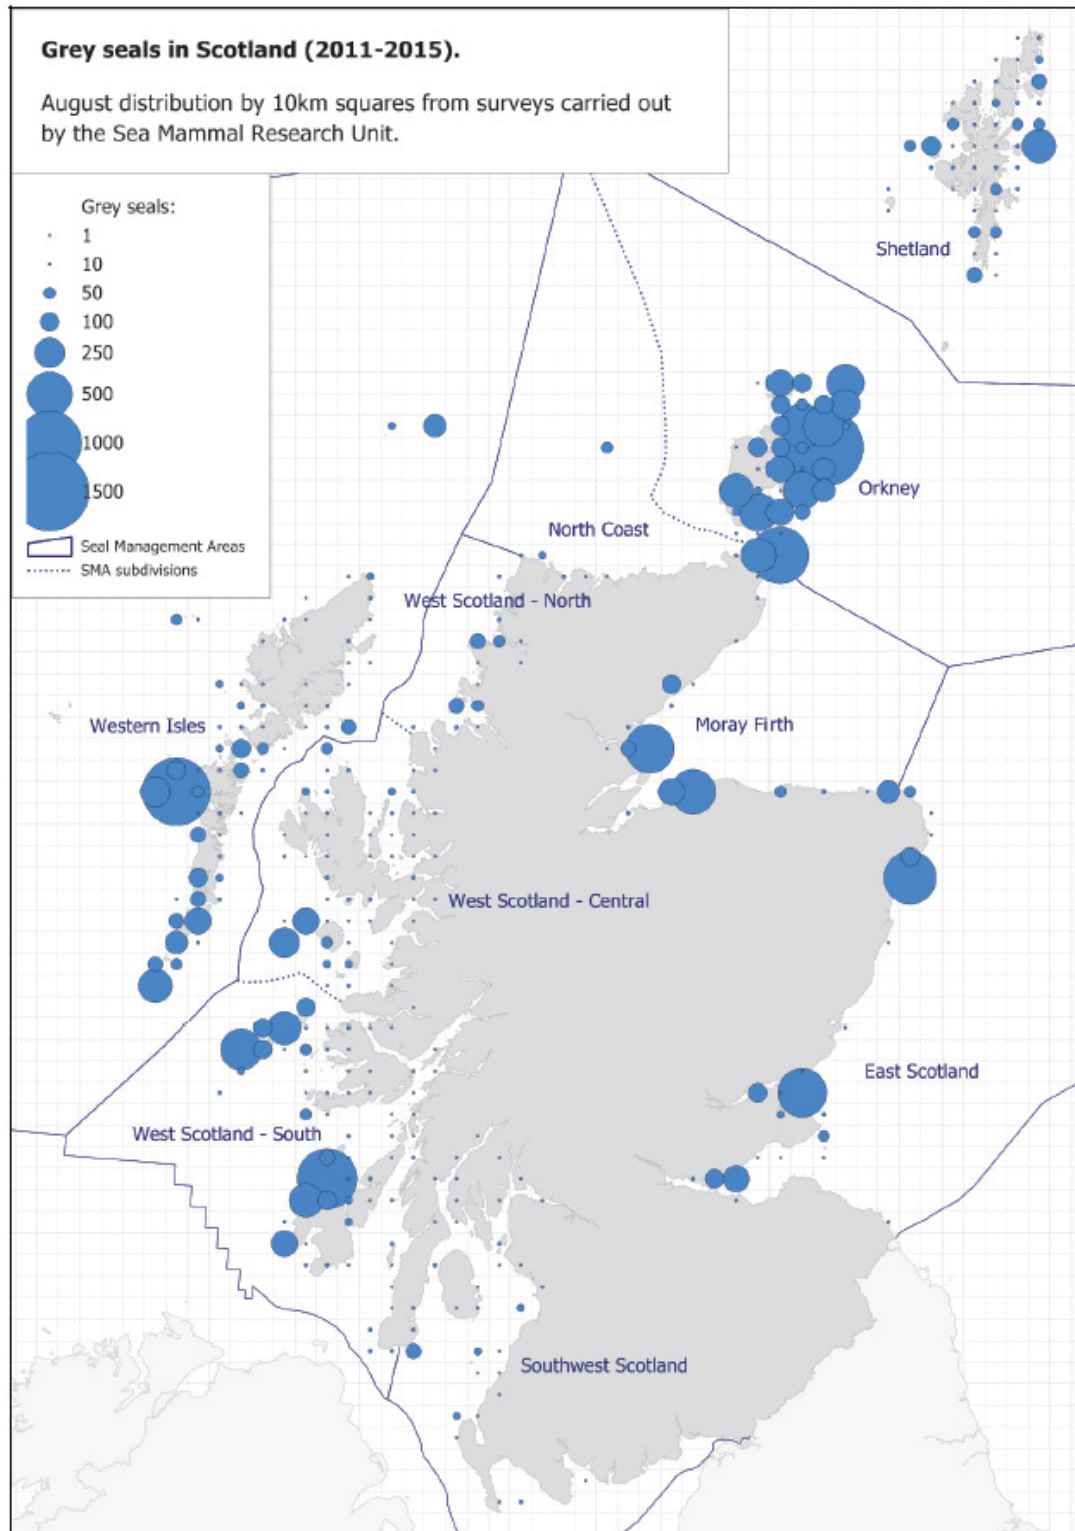 Grey seals in Scotland (2011-2015).
August distribution by 10km squares from surveys carried out
by the Sea Mammal Research Unit.
Grey seals:
1
10
50
100
250
500
1000
1500
Seal Management Areas
SMA subdivisions
Shetland
Orkney
North Coast
West Scotland - North
Western Isles
Moray Firth
West Scotland - Central
East Scotland
West Scotland - South
Southwest Scotland